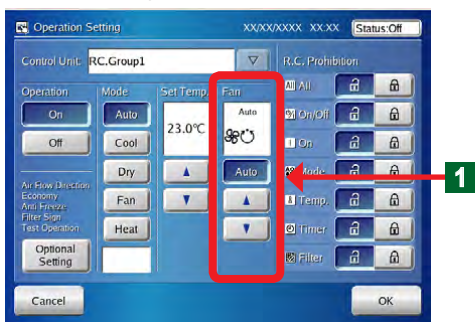 Operation Setting XX/XX/XXXX XX:XX Status:Off
Control Unit: RC.Group1
R.C. Prohibition
Operation Mode Set Temp. Fan
On Auto 23.0°C Auto
Off Cool
Dry Auto
Fan
Heat
Air Flow Direction
Economy
Anti Freeze
Filter Sign
Test Operation
Optional
Setting
All All
On/Off
On
Mode
Temp.
Timer
Filter
1
Cancel OK